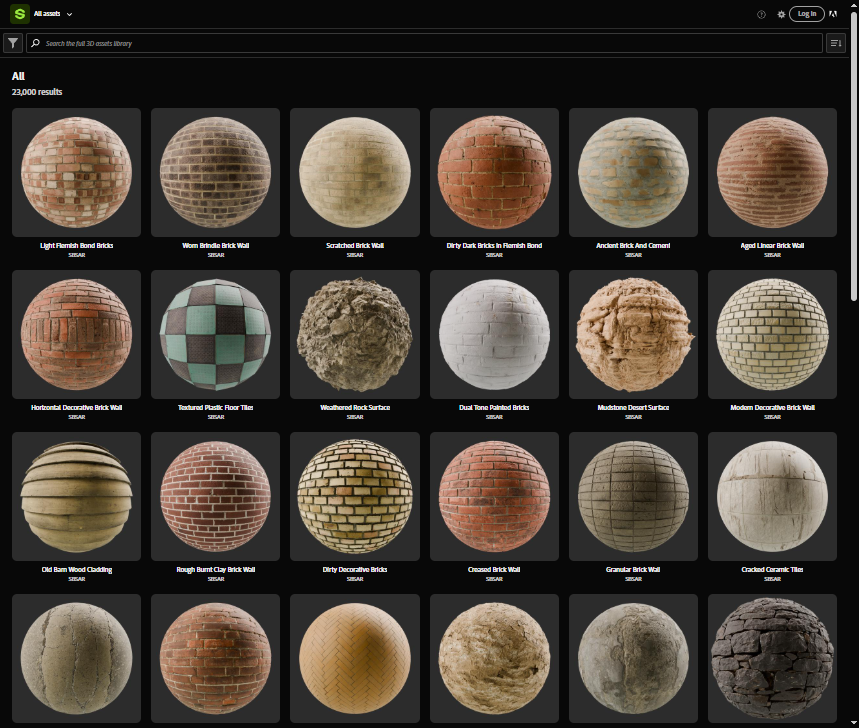 S All assets
Log in
Search the full 3D assets library
All
23,000 results
Light Flemish Bond Bricks
SBSAR
Worn Brindle Brick Wall
SBSAR
Scratched Brick Wall
SBSAR
Dirty Dark Bricks In Flemish Bond
SBSAR
Ancient Brick And Cement
SBSAR
Aged Linear Brick Wall
SBSAR
Horizontal Decorative Brick Wall
SBSAR
Textured Plastic Floor Tiles
SBSAR
Weathered Rock Surface
SBSAR
Dual Tone Painted Bricks
SBSAR
Mudstone Desert Surface
SBSAR
Modern Decorative Brick Wall
SBSAR
Old Barn Wood Cladding
SBSAR
Rough Burnt Clay Brick Wall
SBSAR
Dirty Decorative Bricks
SBSAR
Creased Brick Wall
SBSAR
Granular Brick Wall
SBSAR
Cracked Ceramic Tiles
SBSAR